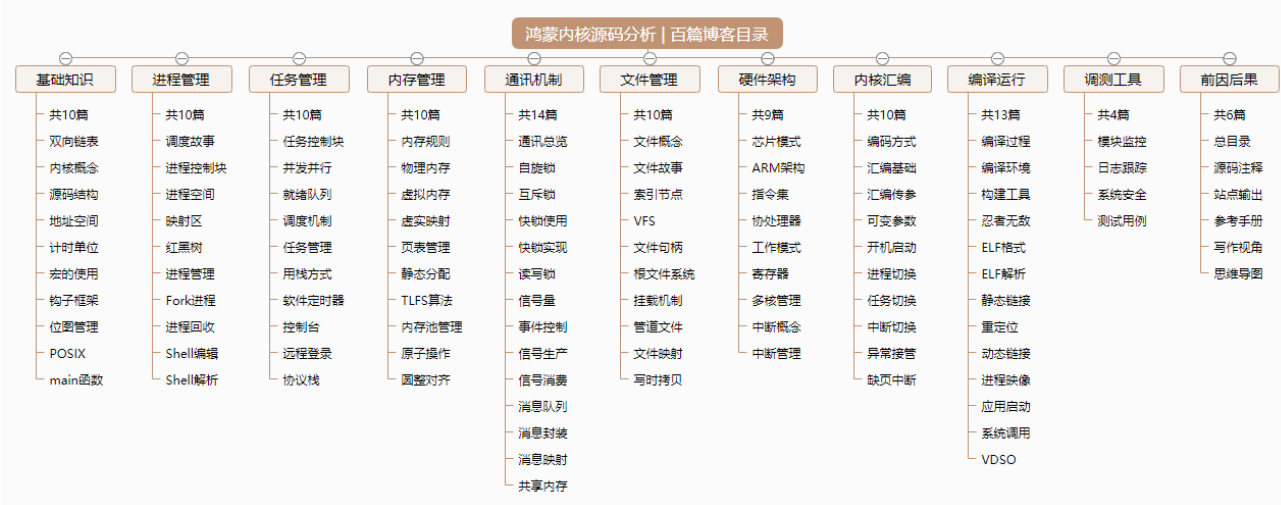 鸿蒙内核源码分析 | 百篇博客目录
基础知识
共10篇
双向链表
内核概念
源码结构
地址空间
计时单位
宏的使用
钩子框架
位图管理
POSIX
main函数
进程管理
共10篇
调度故事
进程控制块
进程空间
映射区
红黑树
进程管理
Fork进程
进程回收
Shell编辑
Shell解析
任务管理
共10篇
任务控制块
并发并行
就绪队列
调度机制
任务管理
用栈方式
软件定时器
控制台
远程登录
协议栈
内存管理
共10篇
内存规则
物理内存
虚拟内存
虚实映射
页表管理
静态分配
TLFS算法
内存池管理
原子操作
圆整对齐
通讯机制
共14篇
通讯总览
自旋锁
互斥锁
快锁使用
快锁实现
读写锁
信号量
事件控制
信号生产
信号消费
消息队列
消息封装
消息映射
共享内存
文件管理
共10篇
文件概念
文件故事
索引节点
VFS
文件句柄
根文件系统
挂载机制
管道文件
文件映射
写时拷贝
硬件架构
共9篇
芯片模式
ARM架构
指令集
协处理器
工作模式
寄存器
多核管理
中断概念
中断管理
内核汇编
共10篇
编码方式
汇编基础
汇编传参
可变参数
开机启动
进程切换
任务切换
中断切换
异常接管
缺页中断
编译运行
共13篇
编译过程
编译环境
构建工具
忍者无敌
ELF格式
ELF解析
静态链接
重定位
动态链接
进程映像
应用启动
系统调用
VDSO
调测工具
共4篇
模块监控
日志跟踪
系统安全
测试用例
前因后果
共6篇
总目录
源码注释
站点输出
参考手册
写作视角
思维导图